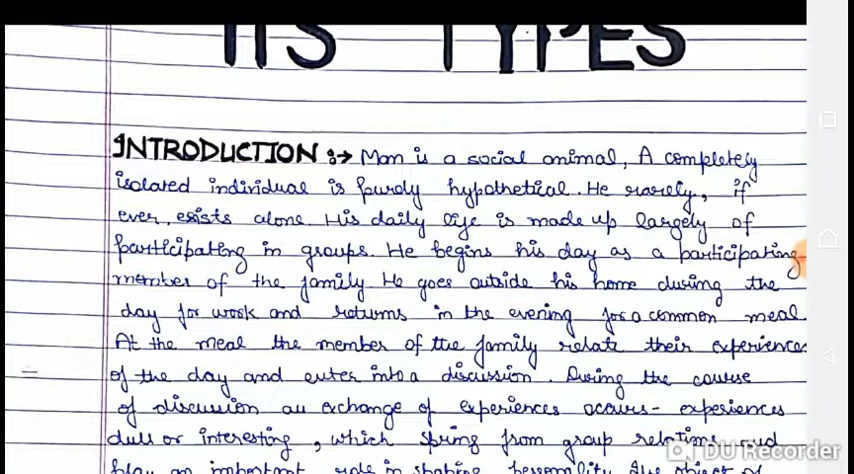 ITS TYPES
INTRODUCTION :→ Man is a social animal, A completely
isolated individual is purely hypothetical. He rarely, if
ever, exists alone. His daily life is made up largely of
participating in groups. He begins his day as a participating
member of the family. He goes outside his home during the
day for work and returns in the evening for a common meal.
At the meal the member of the family relate their experiences
of the day and enter into a discussion. During the course
of discussion an exchange of experiences occurs- experiences
dull or interesting, which spring from group relations and
play an important role in shaping personality. The object of
DU Recorder